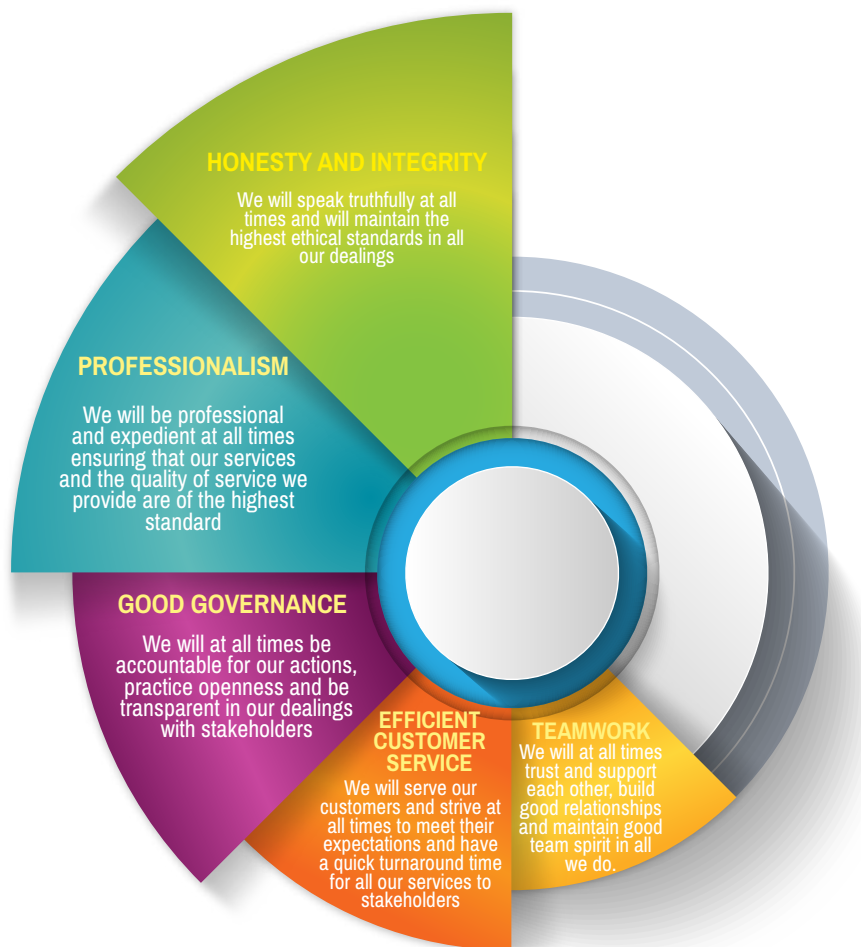 HONESTY AND INTEGRITY
We will speak truthfully at all
times and will maintain the
highest ethical standards in all
our dealings
PROFESSIONALISM
We will be professional
and expedient at all times
ensuring that our services
and the quality of service we
provide are of the highest
standard
GOOD GOVERNANCE
We will at all times be
accountable for our actions,
practice openness and be
transparent in our dealings
with stakeholders
EFFICIENT
CUSTOMER
SERVICE
We will serve our
customers and strive at
all times to meet their
expectations and have
a quick turnaround time
for all our services to
stakeholders
TEAMWORK
We will at all times
trust and support
each other, build
good relationships
and maintain good
team spirit in all
we do.